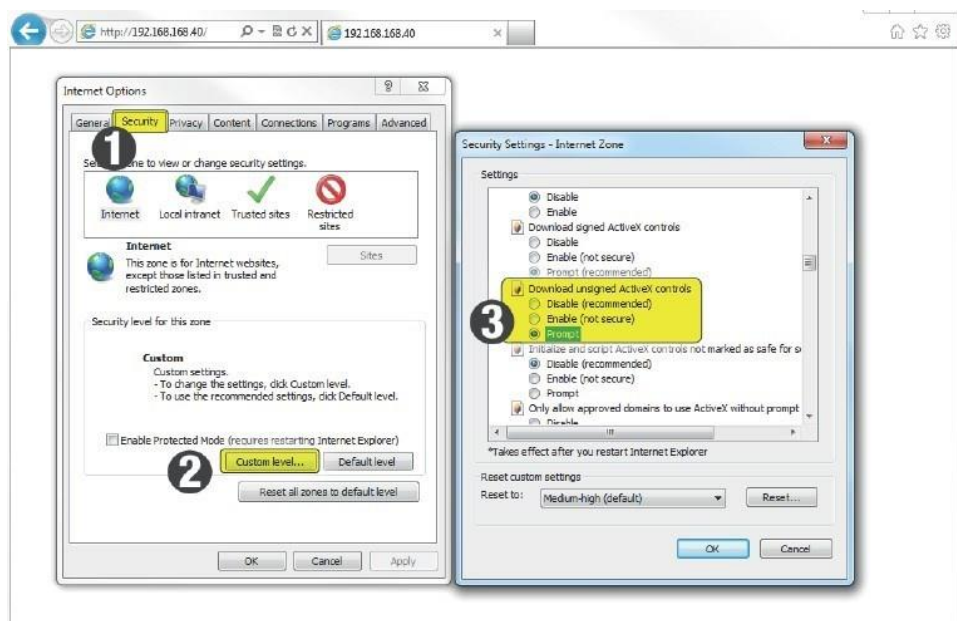 http://192.168.168.40/
192.168.168.40
Internet Options
General Security Privacy Content Connections Programs Advanced
1
zone to view or change security settings.
Internet Local intranet Trusted sites Restricted sites
Internet
Sites
This zone is for Internet websites,
except those listed in trusted and
restricted zones.
Security level for this zone
Custom
Custom settings.
- To change the settings, click Custom level.
- To use the recommended settings, click Default level.
Enable Protected Mode (requires restarting Internet Explorer)
2
Custom level... Default level
Reset all zones to default level
OK Cancel Apply
Security Settings - Internet Zone
Settings
Disable
Enable
Download signed ActiveX controls
Disable
Enable (not secure)
Prompt (recommended)
Download unsigned ActiveX controls
Disable (recommended)
3
Enable (not secure)
Prompt
Initialize and script ActiveX controls not marked as safe for s
Disable (recommended)
Enable (not secure)
Prompt
Only allow approved domains to use ActiveX without prompt
Disable
*Takes effect after you restart Internet Explorer
Reset custom settings
Reset to: Medium-high (default) Reset...
OK Cancel